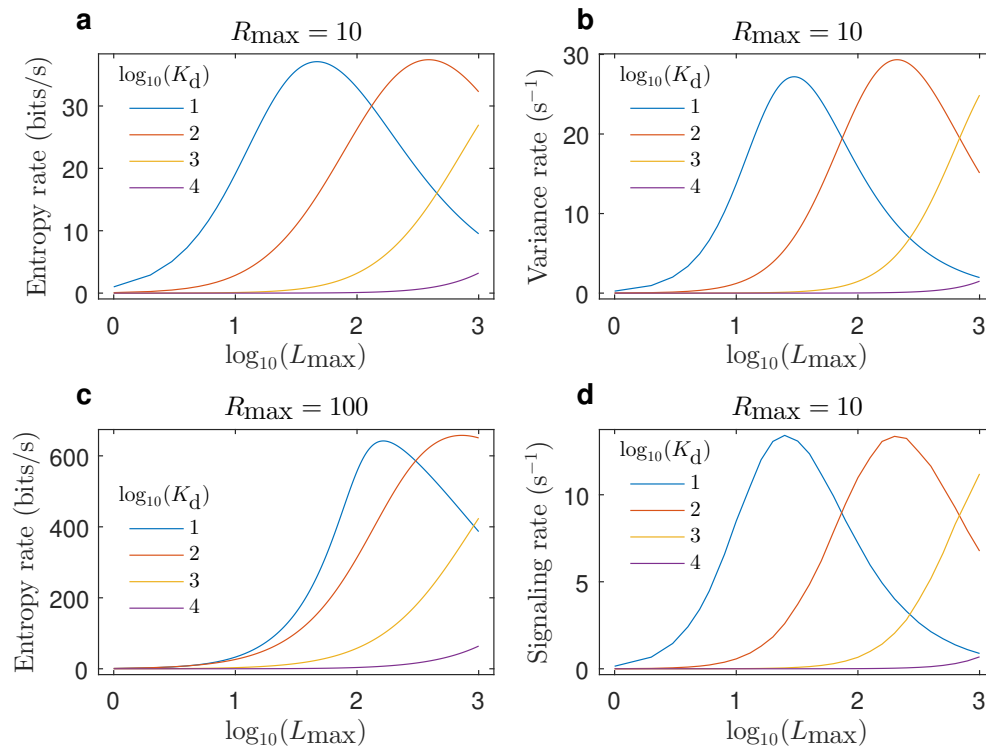 a
R_max = 10
Entropy rate (bits/s)
30
20
10
0
log₁₀(K_d)
1
2
3
4
0 1 2 3
log₁₀(L_max)
b
R_max = 10
Variance rate (s⁻¹)
30
20
10
0
log₁₀(K_d)
1
2
3
4
0 1 2 3
log₁₀(L_max)
c
R_max = 100
Entropy rate (bits/s)
600
400
200
0
log₁₀(K_d)
1
2
3
4
0 1 2 3
log₁₀(L_max)
d
R_max = 10
Signaling rate (s⁻¹)
10
5
0
log₁₀(K_d)
1
2
3
4
0 1 2 3
log₁₀(L_max)